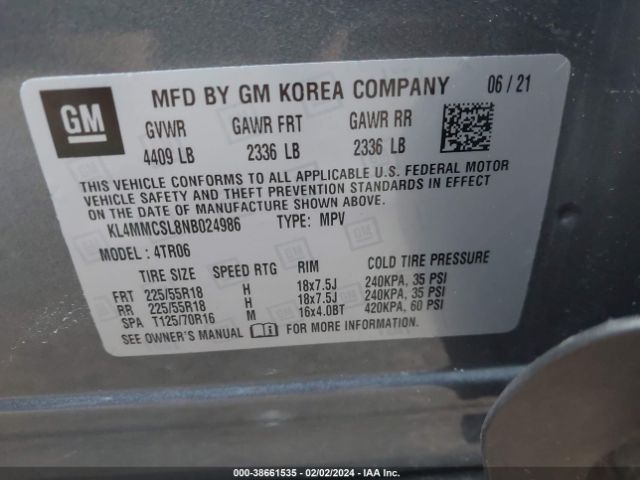 GM
MFD BY GM KOREA COMPANY 06/21
GVWR GAWR FRT GAWR RR
4409 LB 2336 LB 2336 LB
THIS VEHICLE CONFORMS TO ALL APPLICABLE U.S. FEDERAL MOTOR
VEHICLE SAFETY AND THEFT PREVENTION STANDARDS IN EFFECT
ON THE DATE OF MANUFACTURE SHOWN ABOVE.
KL4MMCSL8NB024986 TYPE: MPV
MODEL: 4TR06
TIRE SIZE SPEED RTG RIM COLD TIRE PRESSURE
FRT 225/55R18 H 18x7.5J 240KPA, 35 PSI
RR 225/55R18 H 18x7.5J 240KPA, 35 PSI
SPA T125/70R16 M 16x4.0BT 420KPA, 60 PSI
SEE OWNER'S MANUAL FOR MORE INFORMATION
000-38661535 - 02/02/2024 - IAA Inc.